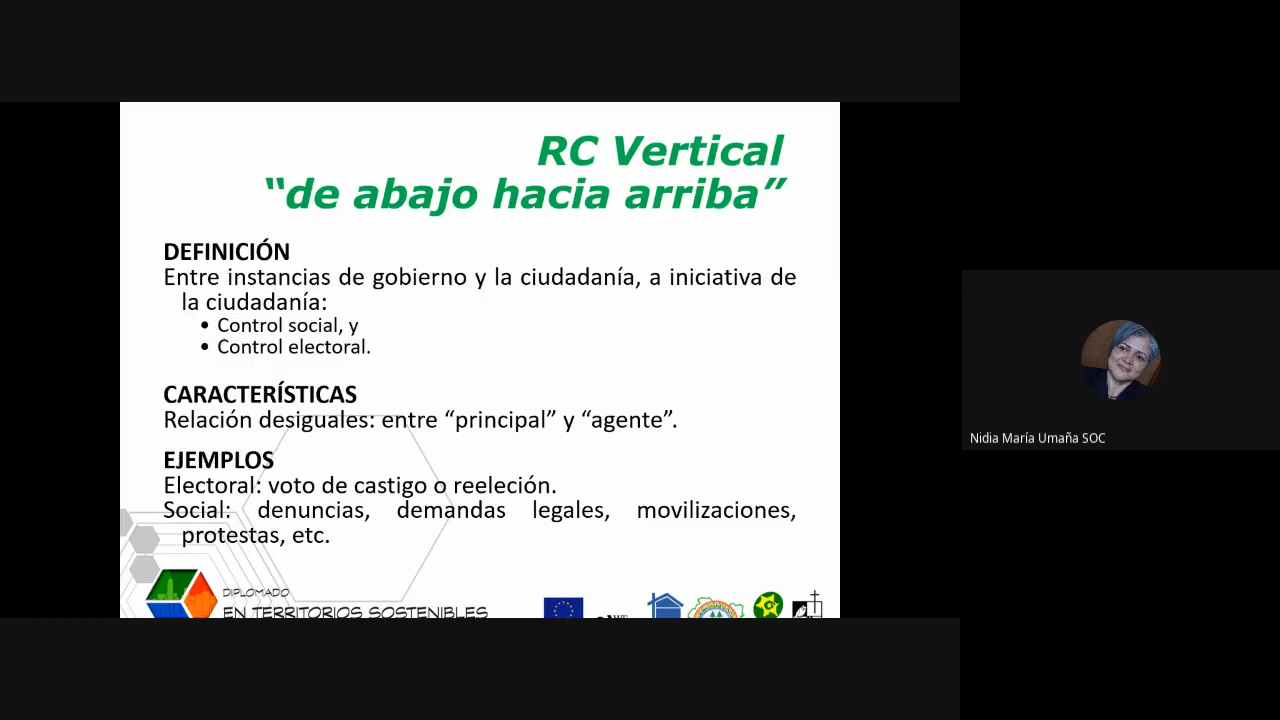 RC Vertical
“de abajo hacia arriba”
DEFINICIÓN
Entre instancias de gobierno y la ciudadanía, a iniciativa de
la ciudadanía:
• Control social, y
• Control electoral.
CARACTERÍSTICAS
Relación desiguales: entre “principal” y “agente”.
EJEMPLOS
Electoral: voto de castigo o reeleción.
Social: denuncias, demandas legales, movilizaciones,
protestas, etc.
DIPLOMADO
EN TERRITORIOS SOSTENIBLES
Nidia María Umaña SOC